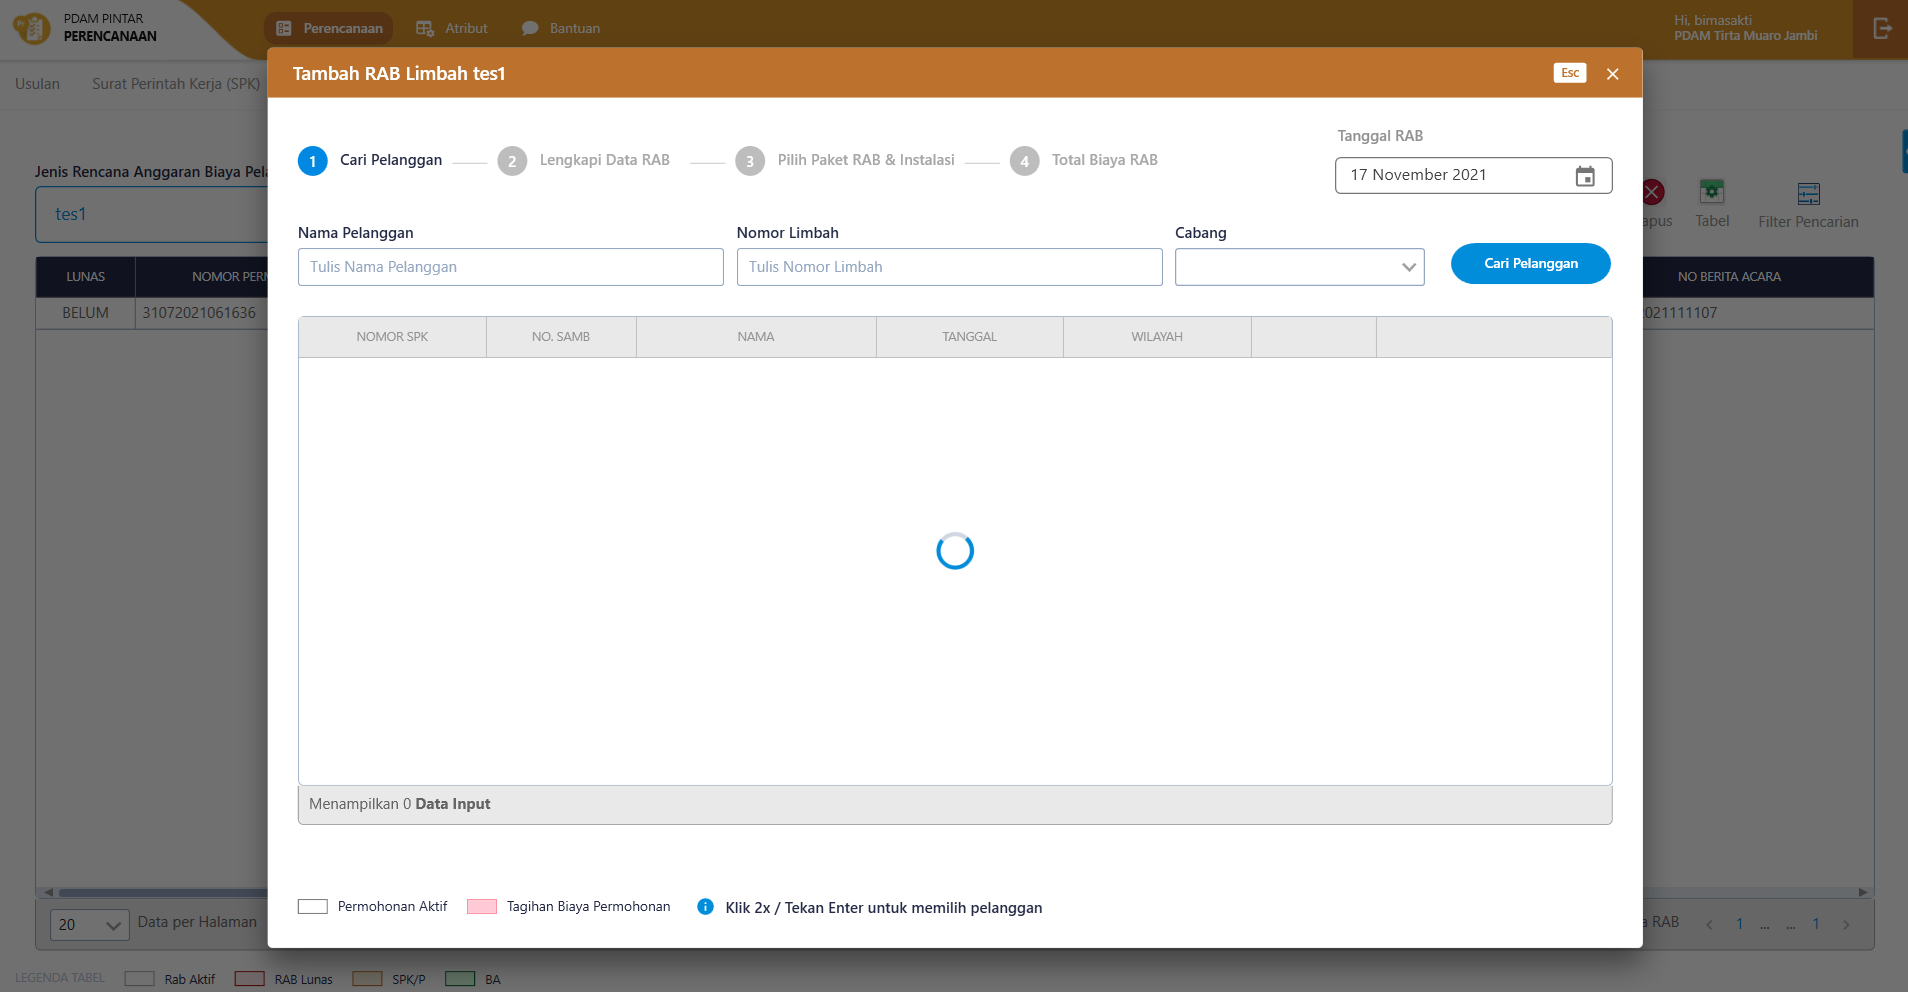 PDAM PINTAR
PERENCANAAN
Perencanaan
Atribut
Bantuan
Hi, bimasakti
PDAM Tirta Muaro Jambi
Usulan
Surat Perintah Kerja (SPK)
Tambah RAB Limbah tes1
Esc
1 Cari Pelanggan
2 Lengkapi Data RAB
3 Pilih Paket RAB & Instalasi
4 Total Biaya RAB
Tanggal RAB
17 November 2021
Jenis Rencana Anggaran Biaya Pela
tes1
Nama Pelanggan
Tulis Nama Pelanggan
Nomor Limbah
Tulis Nomor Limbah
Cabang
Cari Pelanggan
apus
Tabel
Filter Pencarian
LUNAS NOMOR PERM NO BERITA ACARA
BELUM 31072021061636 021111107
NOMOR SPK NO. SAMB NAMA TANGGAL WILAYAH
Menampilkan 0 Data Input
Permohonan Aktif
Tagihan Biaya Permohonan
Klik 2x / Tekan Enter untuk memilih pelanggan
20 Data per Halaman
a RAB 1 ... ... 1
LEGENDA TABEL Rab Aktif RAB Lunas SPK/P BA